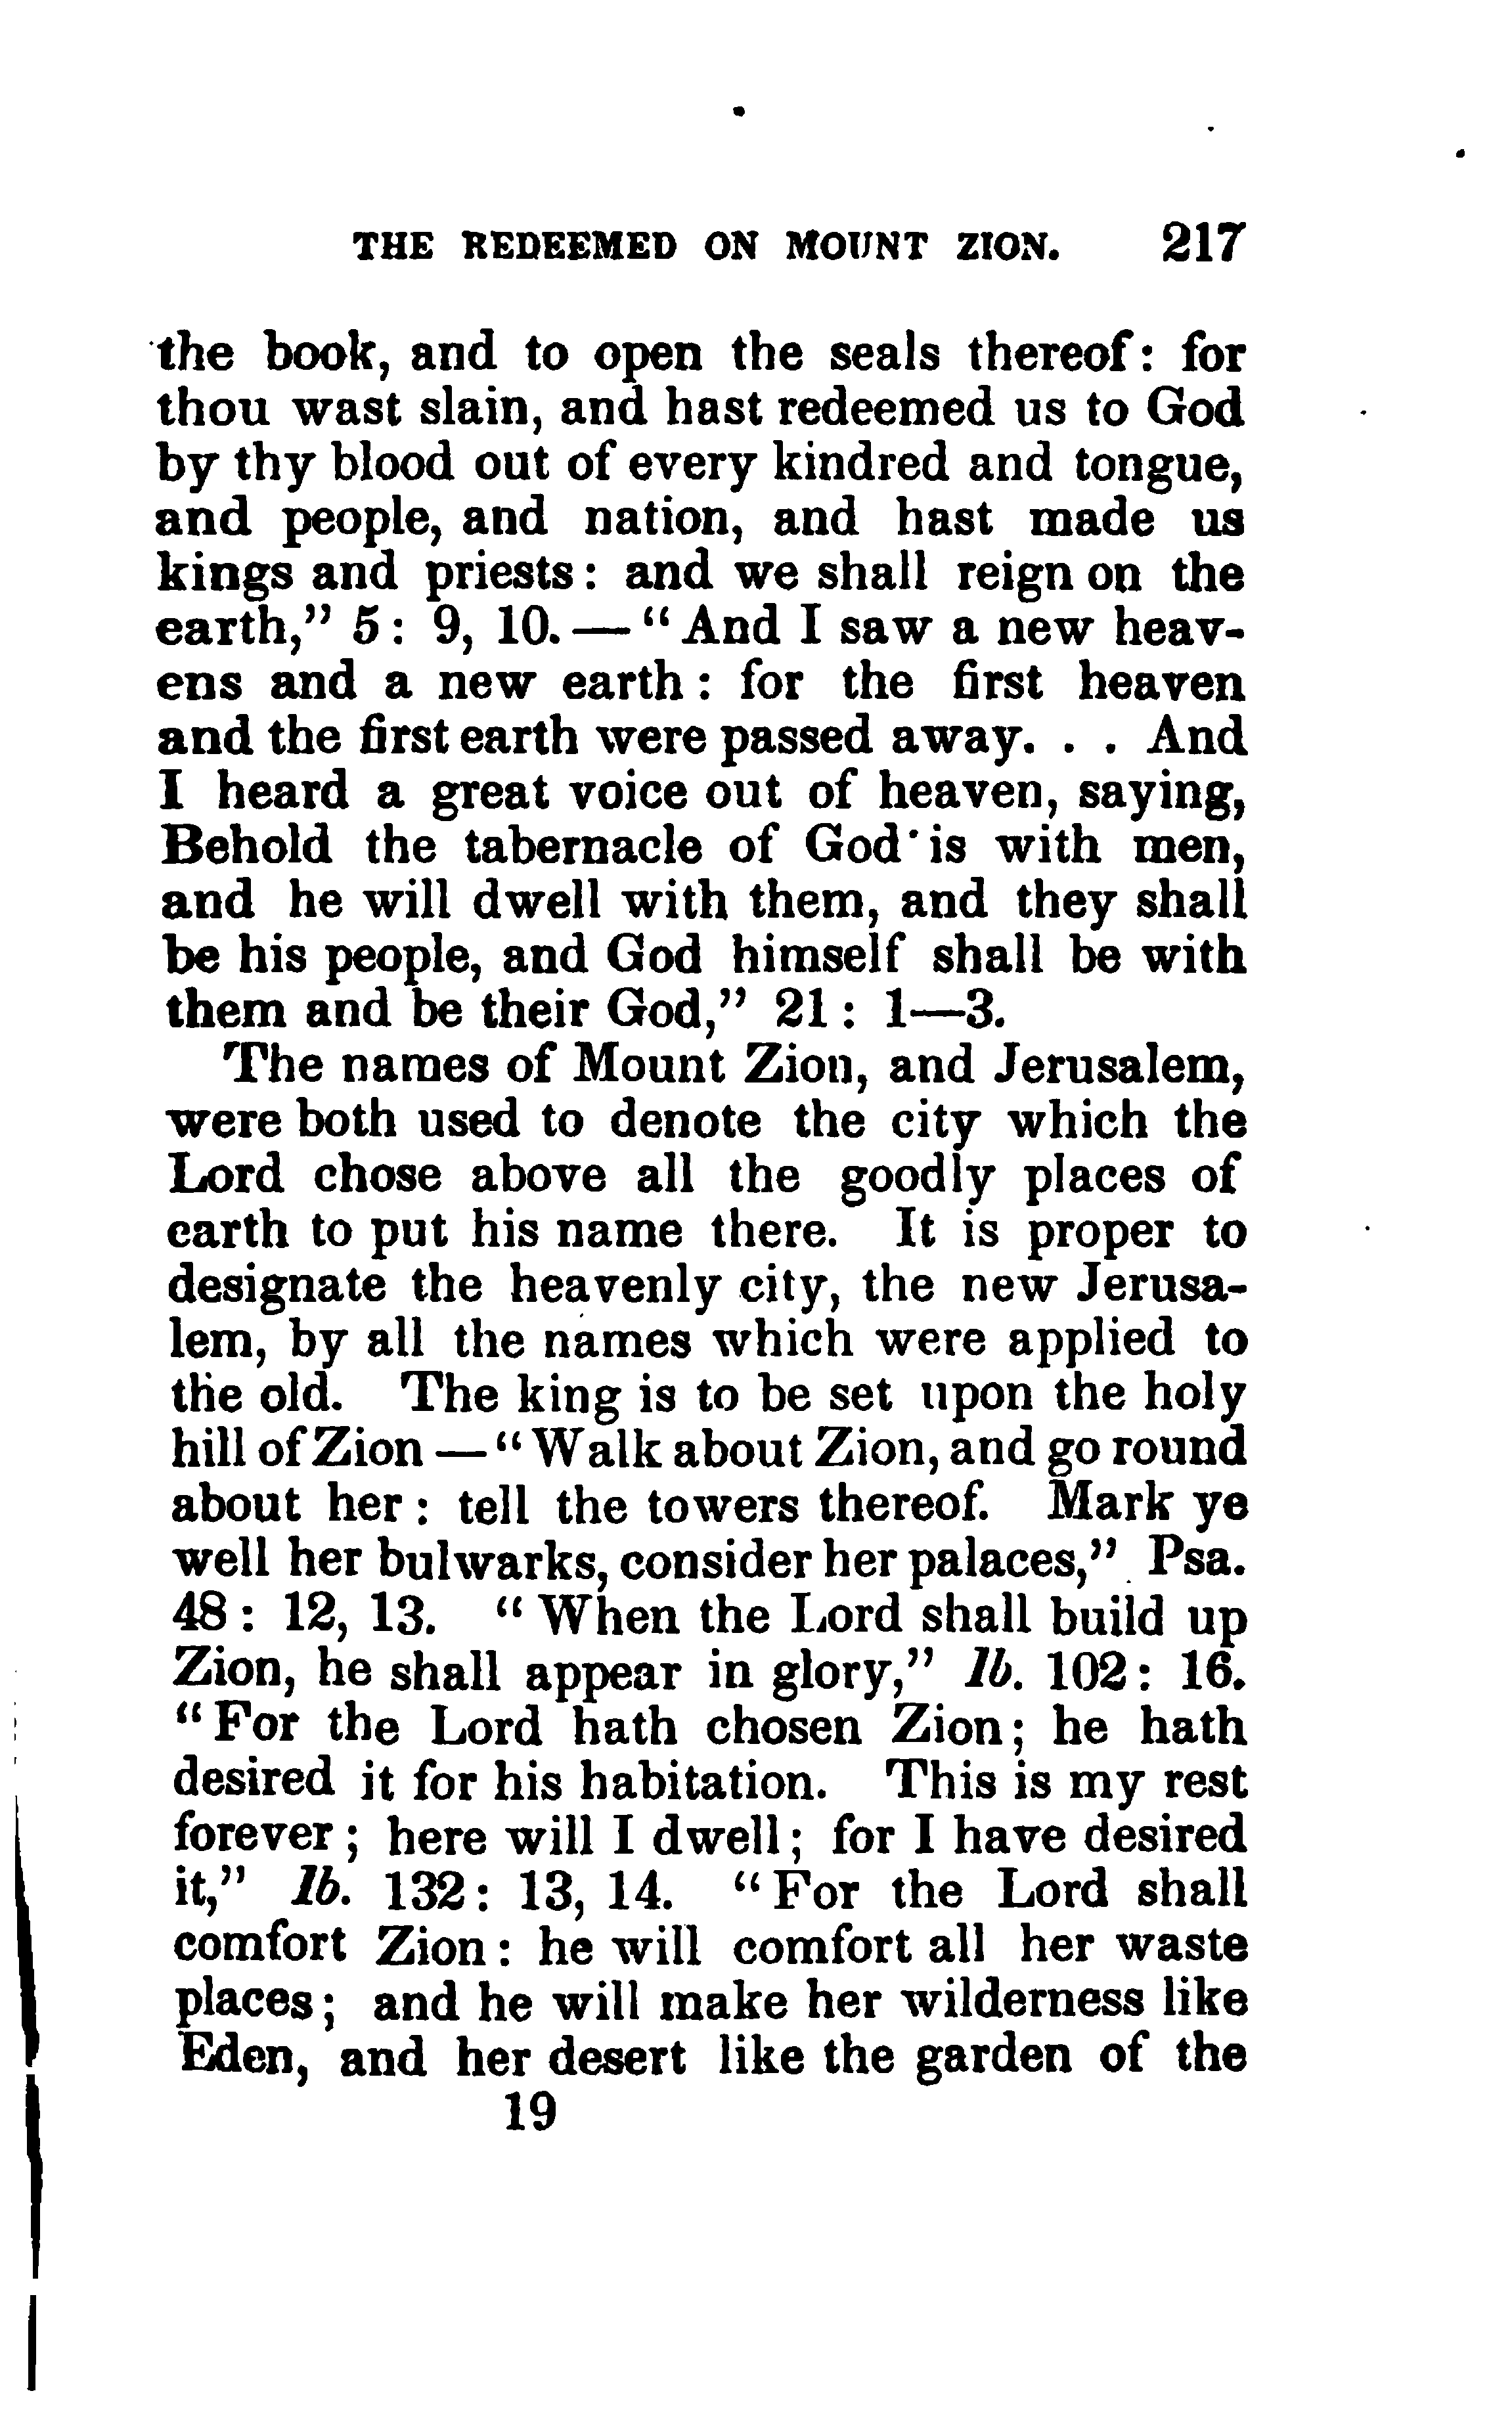 THE REDEEMED ON MOUNT ZION. 217
the book, and to open the seals thereof: for
thou wast slain, and hast redeemed us to God
by thy blood out of every kindred and tongue,
and people, and nation, and hast made us
kings and priests: and we shall reign on the
earth,” 5: 9, 10.—“And I saw a new heav-
ens and a new earth: for the first heaven
and the first earth were passed away. . . And
I heard a great voice out of heaven, saying,
Behold the tabernacle of God is with men,
and he will dwell with them, and they shall
be his people, and God himself shall be with
them and be their God,” 21: 1—3.
The names of Mount Zion, and Jerusalem,
were both used to denote the city which the
Lord chose above all the goodly places of
earth to put his name there. It is proper to
designate the heavenly city, the new Jerusa-
lem, by all the names which were applied to
the old. The king is to be set upon the holy
hill of Zion—“Walk about Zion, and go round
about her: tell the towers thereof. Mark ye
well her bulwarks, consider her palaces,” Psa.
48: 12, 13. “When the Lord shall build up
Zion, he shall appear in glory,” Ib. 102: 16.
“For the Lord hath chosen Zion; he hath
desired it for his habitation. This is my rest
forever; here will I dwell; for I have desired
it,” Ib. 132: 13, 14. “For the Lord shall
comfort Zion: he will comfort all her waste
places; and he will make her wilderness like
Eden, and her desert like the garden of the
19